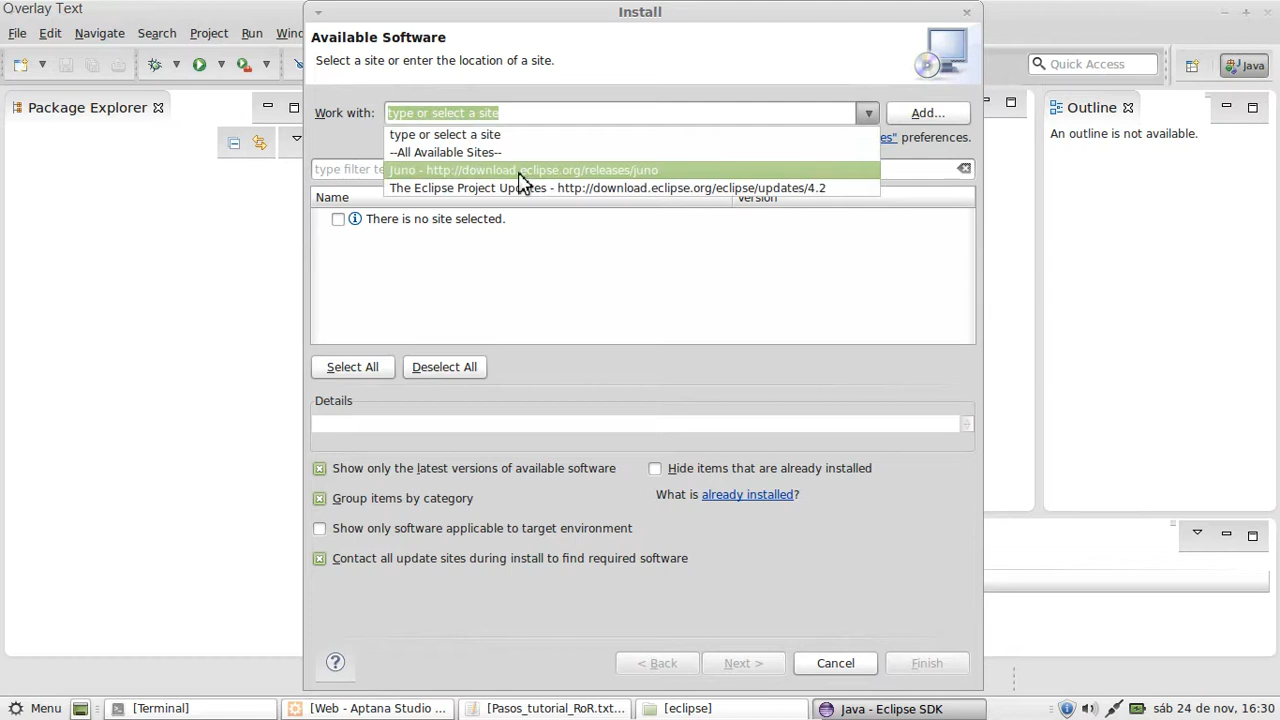 Overlay Text
Install
File Edit Navigate Search Project Run Wind
Available Software
Select a site or enter the location of a site.
Quick Access
Java
Package Explorer
Work with: type or select a site Add...
Outline
type or select a site
es" preferences.
An outline is not available.
--All Available Sites--
type filter te
Juno - http://download.eclipse.org/releases/juno
The Eclipse Project Updates - http://download.eclipse.org/eclipse/updates/4.2
Name Version
There is no site selected.
Select All Deselect All
Details
Show only the latest versions of available software Hide items that are already installed
Group items by category What is already installed?
Show only software applicable to target environment
Contact all update sites during install to find required software
? < Back Next > Cancel Finish
Menu [Terminal] [Web - Aptana Studio ... [Pasos_tutorial_RoR.txt... [eclipse] Java - Eclipse SDK sáb 24 de nov, 16:30